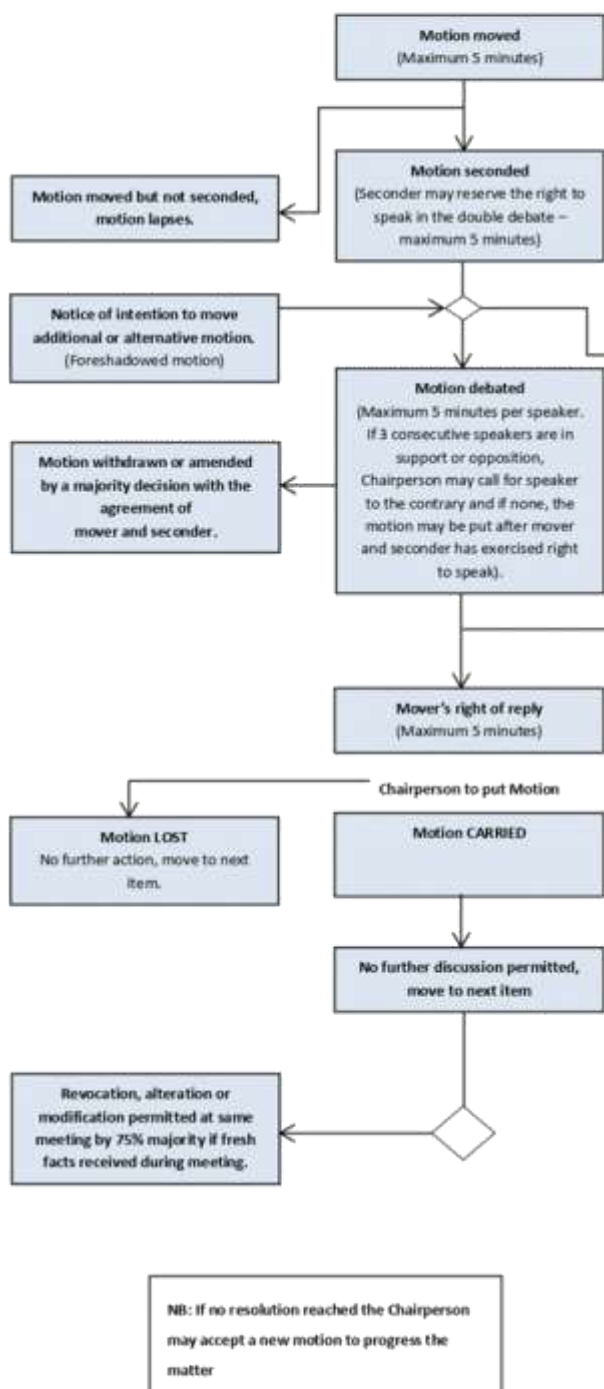 Motion moved
(Maximum 5 minutes)
Motion moved but not seconded,
motion lapses.
Motion seconded
(Seconder may reserve the right to
speak in the double debate –
maximum 5 minutes)
Notice of intention to move
additional or alternative motion.
(Foreshadowed motion)
Motion debated
(Maximum 5 minutes per speaker.
If 3 consecutive speakers are in
support or opposition,
Chairperson may call for speaker
to the contrary and if none, the
motion may be put after mover
and seconder has exercised right
to speak).
Motion withdrawn or amended
by a majority decision with the
agreement of
mover and seconder.
Mover's right of reply
(Maximum 5 minutes)
Chairperson to put Motion
Motion LOST
No further action, move to next
item.
Motion CARRIED
No further discussion permitted,
move to next item
Revocation, alteration or
modification permitted at same
meeting by 75% majority if fresh
facts received during meeting.
NB: If no resolution reached the Chairperson
may accept a new motion to progress the
matter